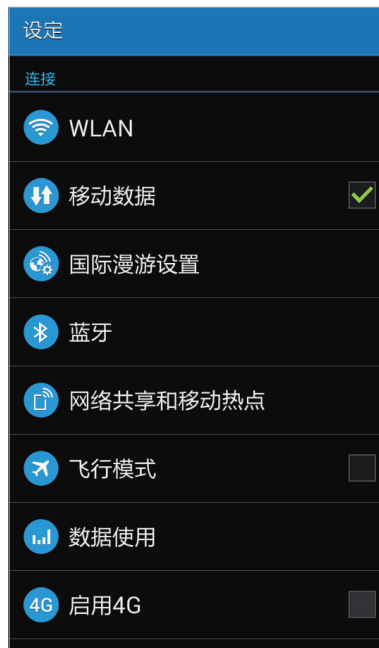 设定
连接
WLAN
移动数据
国际漫游设置
蓝牙
网络共享和移动热点
飞行模式
数据使用
4G 启用4G